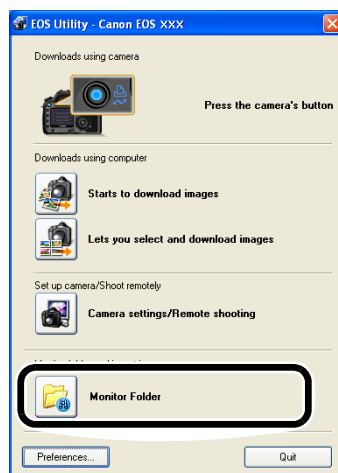 EOS Utility - Canon EOS XXX
Downloads using camera
Press the camera's button
Downloads using computer
Starts to download images
Lets you select and download images
Set up camera/Shoot remotely
Camera settings/Remote shooting
Monitor Folder
Preferences...
Quit